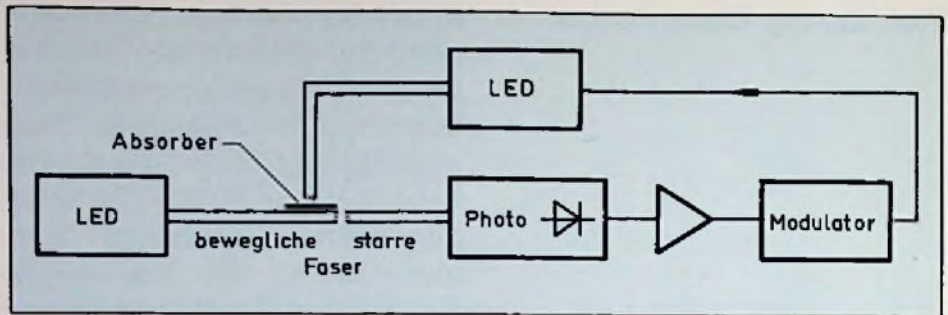 LED
Absorber
LED
Photo
Modulator
bewegliche starre
Faser